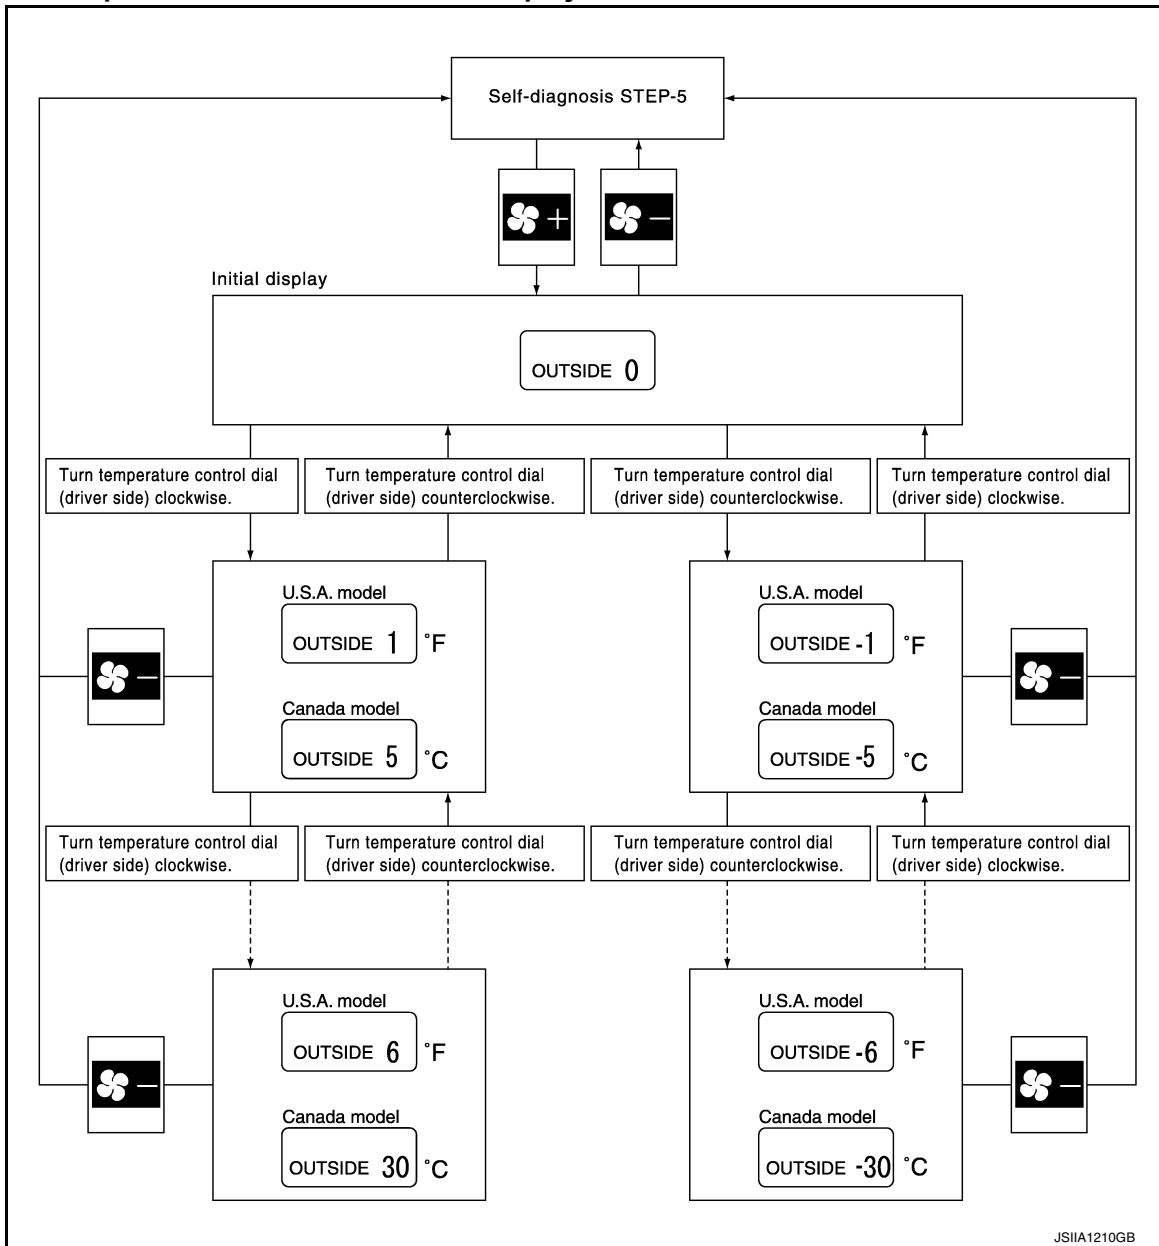 Self-diagnosis STEP-5
Initial display
OUTSIDE 0
Turn temperature control dial
(driver side) clockwise.
Turn temperature control dial
(driver side) counterclockwise.
Turn temperature control dial
(driver side) counterclockwise.
Turn temperature control dial
(driver side) clockwise.
U.S.A. model
OUTSIDE 1 °F
Canada model
OUTSIDE 5 °C
U.S.A. model
OUTSIDE -1 °F
Canada model
OUTSIDE -5 °C
Turn temperature control dial
(driver side) clockwise.
Turn temperature control dial
(driver side) counterclockwise.
Turn temperature control dial
(driver side) counterclockwise.
Turn temperature control dial
(driver side) clockwise.
U.S.A. model
OUTSIDE 6 °F
Canada model
OUTSIDE 30 °C
U.S.A. model
OUTSIDE -6 °F
Canada model
OUTSIDE -30 °C
JSIIA1210GB